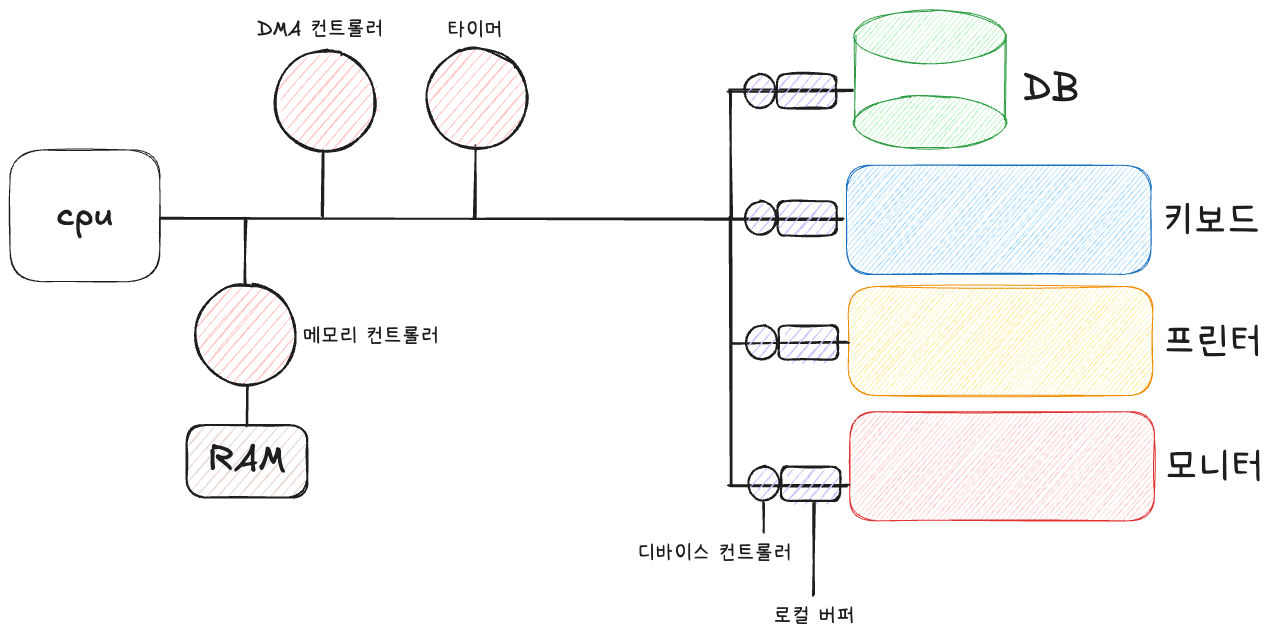 DMA 컨트롤러
타이머
DB
cpu
키보드
메모리 컨트롤러
프린터
RAM
모니터
디바이스 컨트롤러
로컬 버퍼